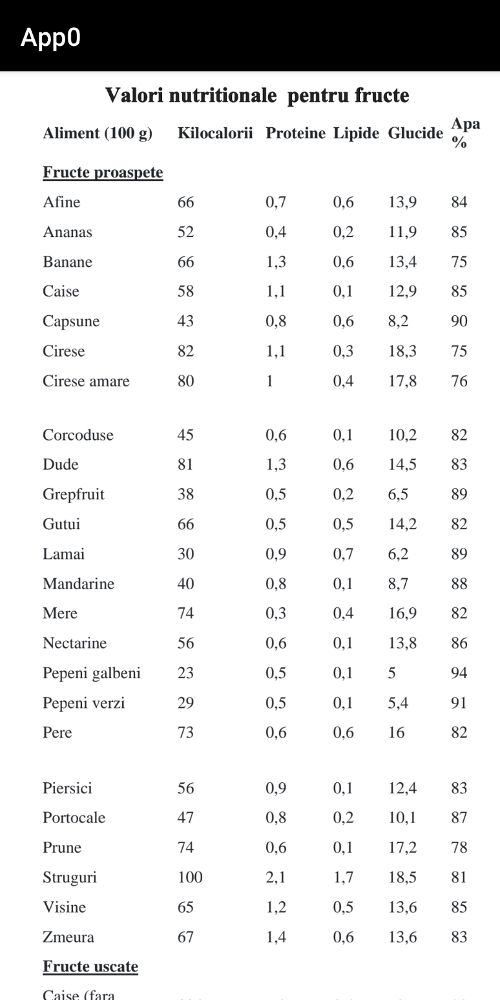 App0
Valori nutritionale pentru fructe
Aliment (100 g) Kilocalorii Proteine Lipide Glucide Apa %
Fructe proaspete
Afine 66 0,7 0,6 13,9 84
Ananas 52 0,4 0,2 11,9 85
Banane 66 1,3 0,6 13,4 75
Caise 58 1,1 0,1 12,9 85
Capsune 43 0,8 0,6 8,2 90
Cirese 82 1,1 0,3 18,3 75
Cirese amare 80 1 0,4 17,8 76
Corcoduse 45 0,6 0,1 10,2 82
Dude 81 1,3 0,6 14,5 83
Grepfruit 38 0,5 0,2 6,5 89
Gutui 66 0,5 0,5 14,2 82
Lamai 30 0,9 0,7 6,2 89
Mandarine 40 0,8 0,1 8,7 88
Mere 74 0,3 0,4 16,9 82
Nectarine 56 0,6 0,1 13,8 86
Pepeni galbeni 23 0,5 0,1 5 94
Pepeni verzi 29 0,5 0,1 5,4 91
Pere 73 0,6 0,6 16 82
Piersici 56 0,9 0,1 12,4 83
Portocale 47 0,8 0,2 10,1 87
Prune 74 0,6 0,1 17,2 78
Struguri 100 2,1 1,7 18,5 81
Visine 65 1,2 0,5 13,6 85
Zmeura 67 1,4 0,6 13,6 83
Fructe uscate
Caise (fara